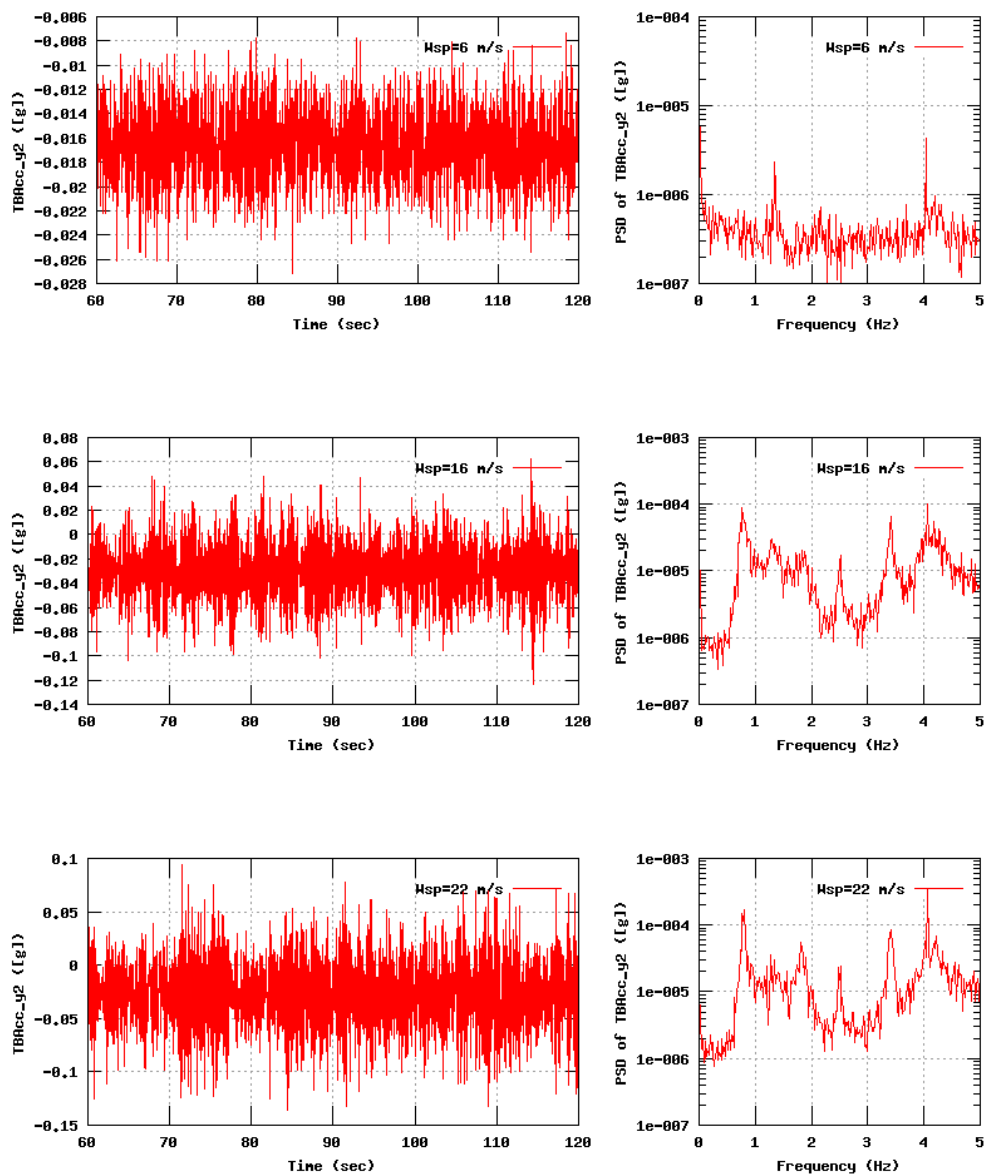 -0.006
-0.008
-0.01
-0.012
-0.014
-0.016
-0.018
-0.02
-0.022
-0.024
-0.026
-0.028
TBAcc_y2 ([g])
Wsp=6 m/s
60 70 80 90 100 110 120
Time (sec)
1e-004
1e-005
1e-006
1e-007
PSD of TBAcc_y2 ([g])
Wsp=6 m/s
0 1 2 3 4 5
Frequency (Hz)
0.08
0.06
0.04
0.02
0
-0.02
-0.04
-0.06
-0.08
-0.1
-0.12
-0.14
TBAcc_y2 ([g])
Wsp=16 m/s
60 70 80 90 100 110 120
Time (sec)
1e-003
1e-004
1e-005
1e-006
1e-007
PSD of TBAcc_y2 ([g])
Wsp=16 m/s
0 1 2 3 4 5
Frequency (Hz)
0.1
0.05
0
-0.05
-0.1
-0.15
TBAcc_y2 ([g])
Wsp=22 m/s
60 70 80 90 100 110 120
Time (sec)
1e-003
1e-004
1e-005
1e-006
1e-007
PSD of TBAcc_y2 ([g])
Wsp=22 m/s
0 1 2 3 4 5
Frequency (Hz)